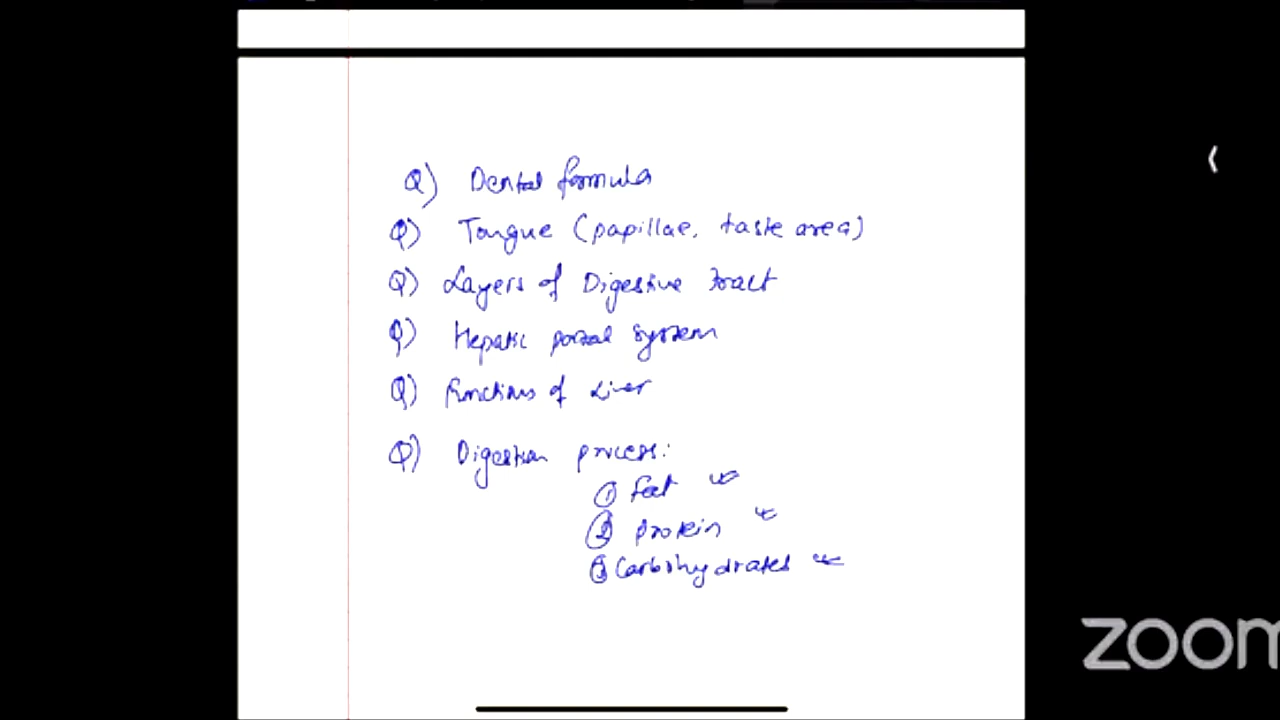 Q) Dental formula
Q) Tongue (papillae, taste area)
Q) Layers of Digestive Tract
Q) Hepatic portal system
Q) functions of Liver
Q) Digestion process:
① fat
② protein
③ Carbohydrates
zoom